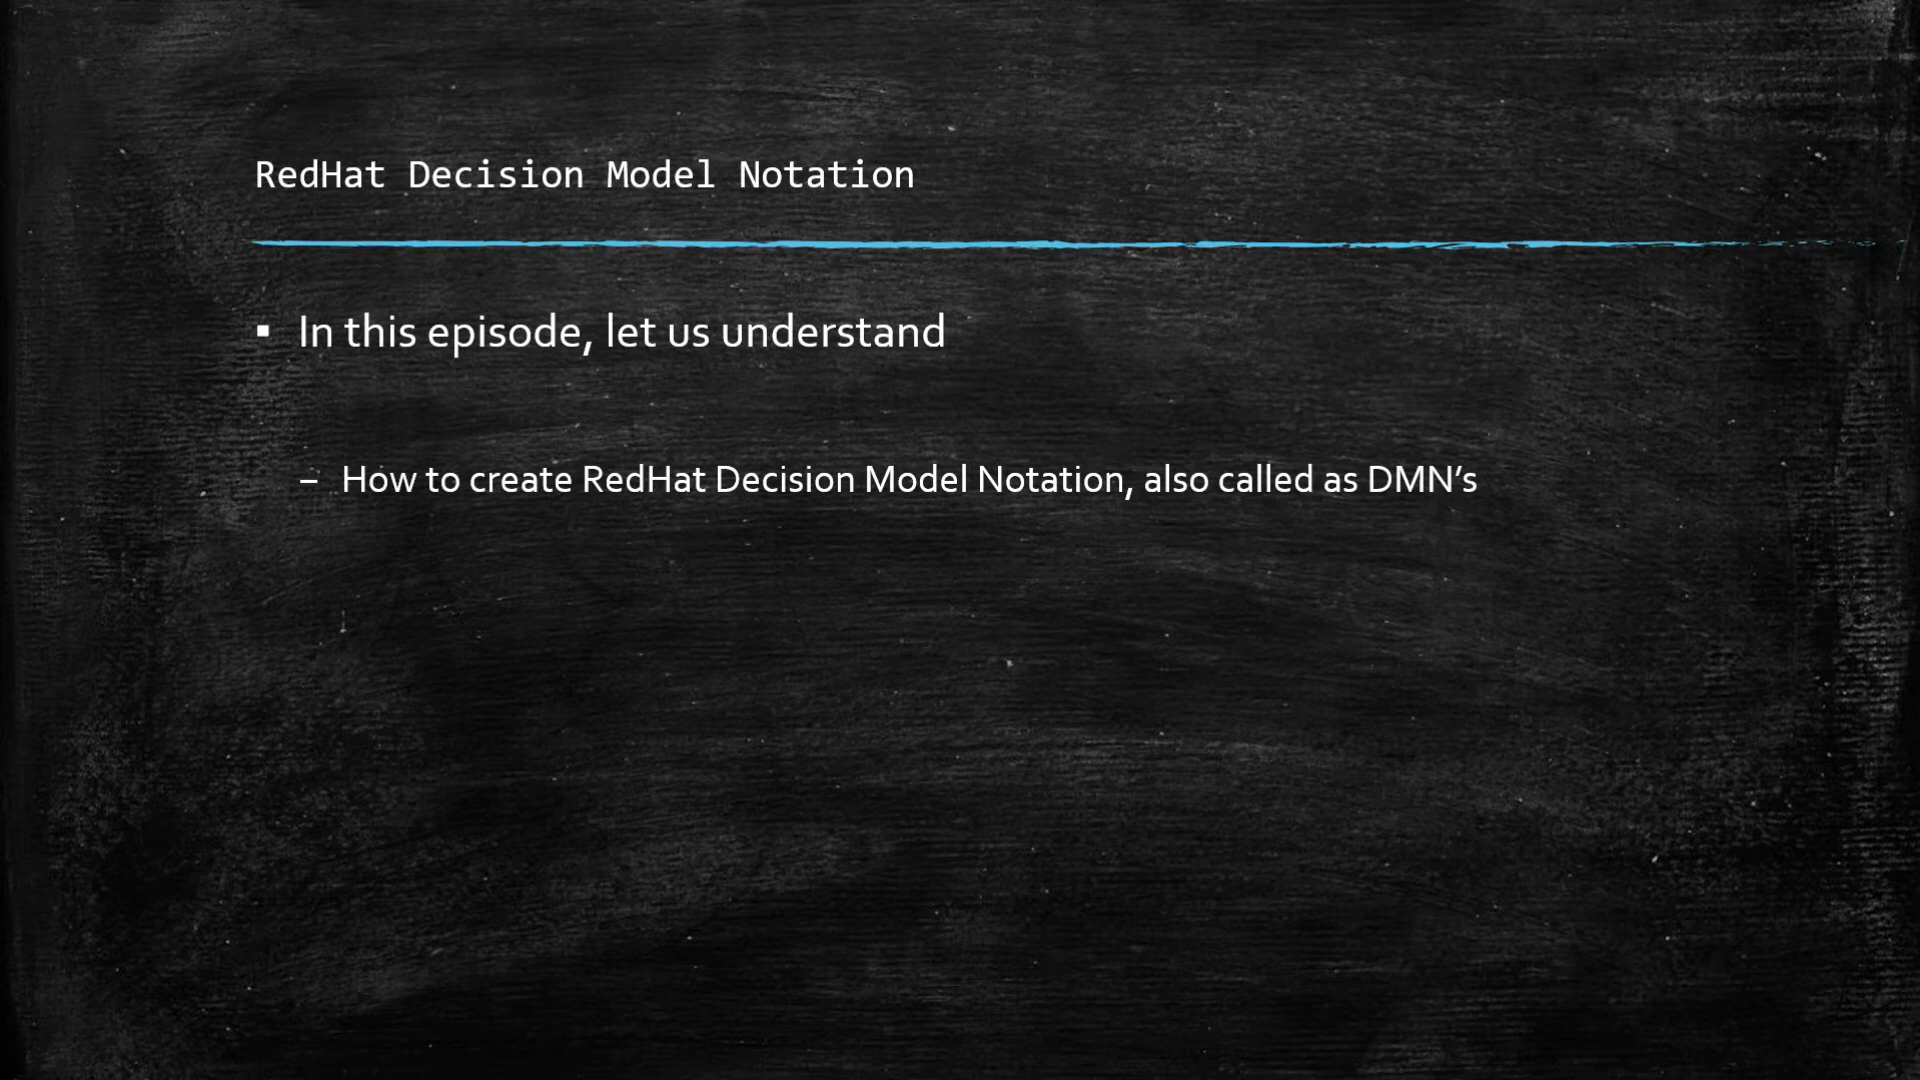 RedHat Decision Model Notation
▪ In this episode, let us understand
– How to create RedHat Decision Model Notation, also called as DMN’s